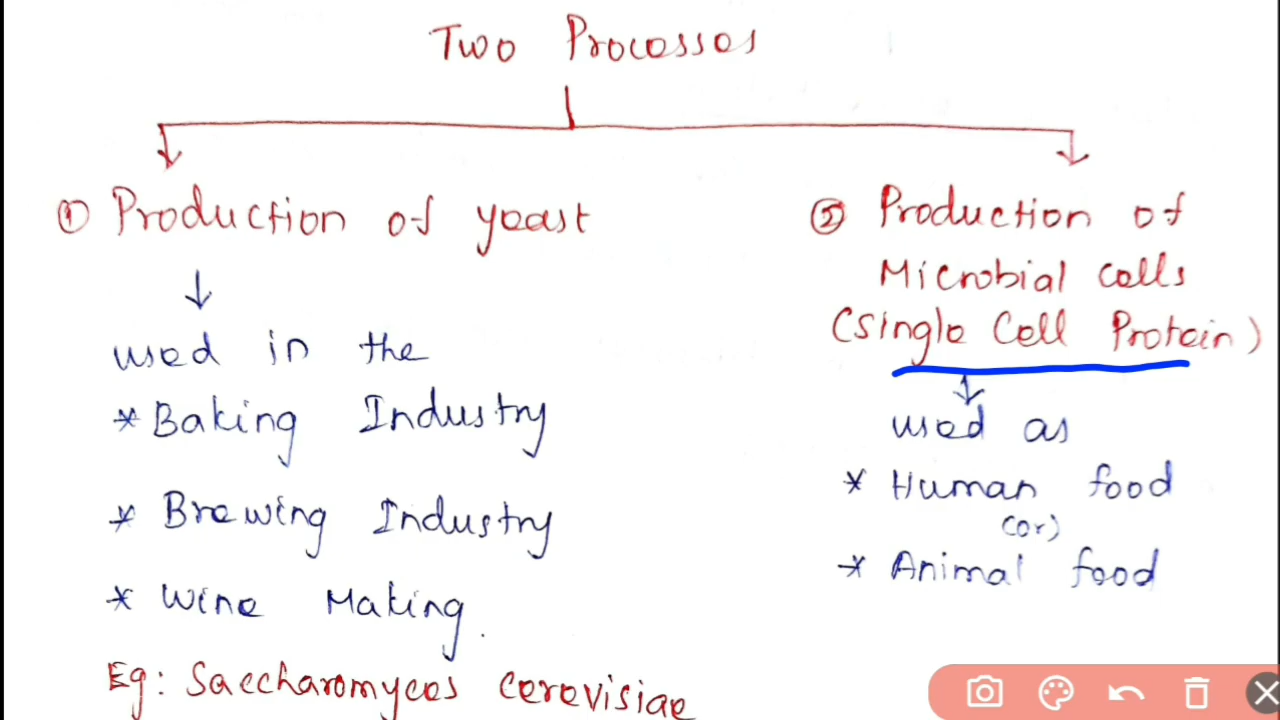 Two Processes
① Production of yeast
↓
used in the
* Baking Industry
* Brewing Industry
* Wine Making.
Eg: Saccharomyces cerevisiae
② Production of
Microbial cells
(Single Cell Protein)
↓
used as
* Human food
(or)
* Animal food